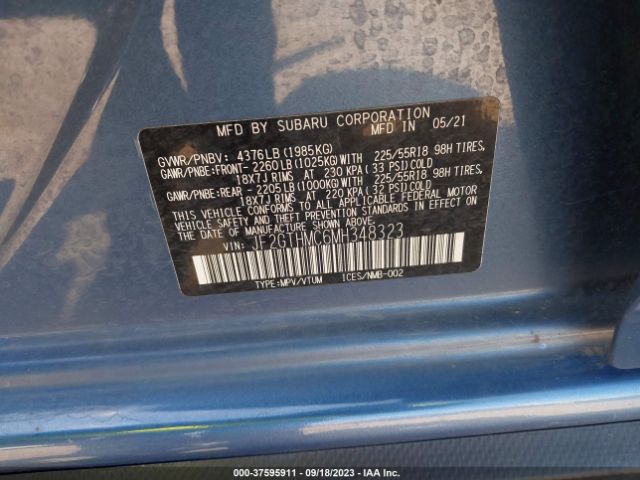 MFD BY SUBARU CORPORATION
MFD IN 05/21
GVWR/PNBV: 4376LB(1985KG)
GAWR/PNBE:FRONT- 2260LB(1025KG)WITH 225/55R18 98H TIRES,
18X7J RIMS AT 230 KPA( 33 PSI)COLD
GAWR/PNBE:REAR - 2205LB(1000KG)WITH 225/55R18 98H TIRES,
18X7J RIMS AT 220 KPA( 32 PSI)COLD
THIS VEHICLE CONFORMS TO ALL APPLICABLE FEDERAL MOTOR
VEHICLE SAFETY STANDARDS IN EFFECT ON
THE DATE OF MANUFACTURE SHOWN ABOVE.
VIN: JF2GTHMC6MH348323
TYPE:MPV/VTUM ICES/NMB-002
000-37595911 - 09/18/2023 - IAA Inc.